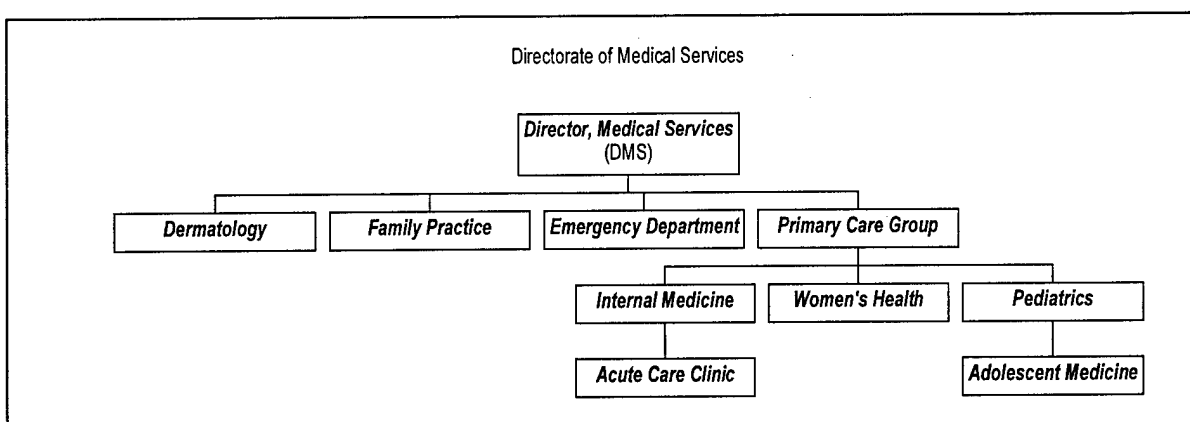 Directorate of Medical Services
Director, Medical Services
(DMS)
Dermatology
Family Practice
Emergency Department
Primary Care Group
Internal Medicine
Women's Health
Pediatrics
Acute Care Clinic
Adolescent Medicine